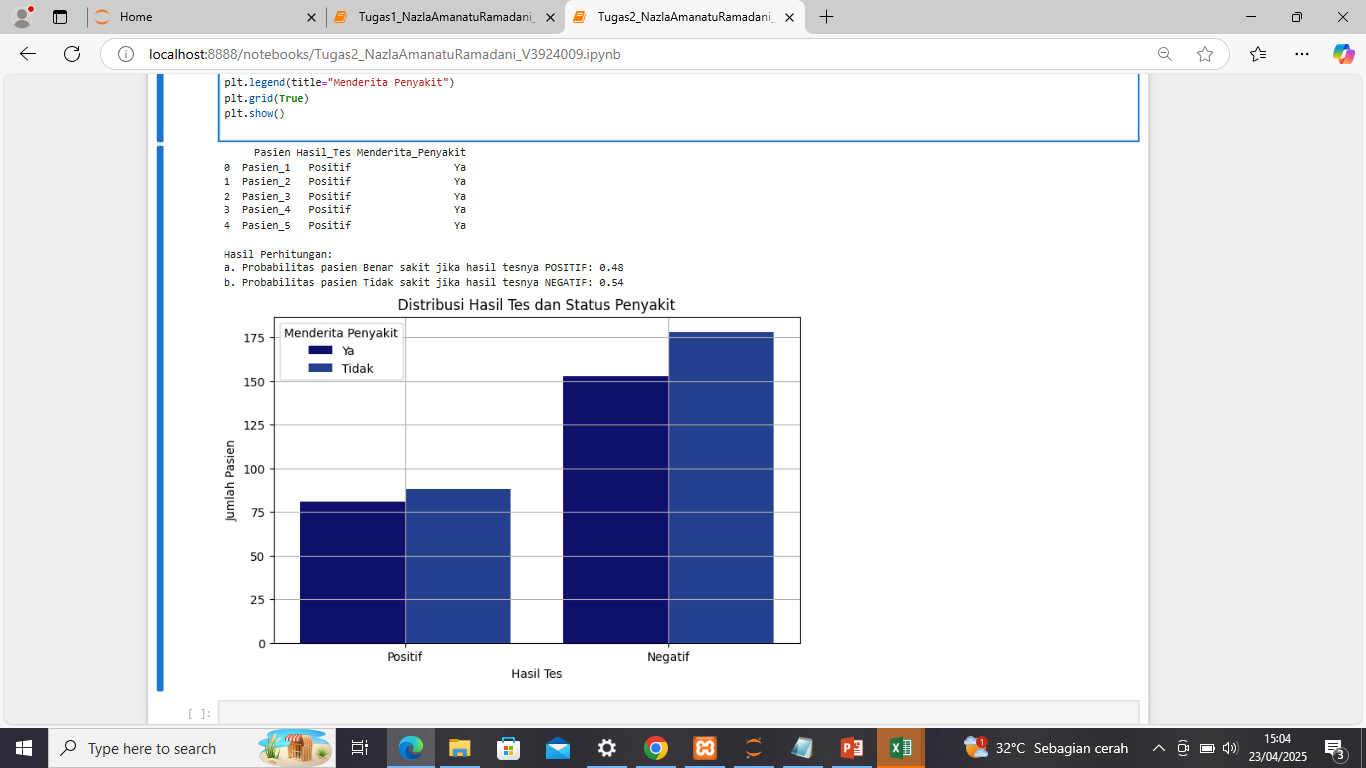 Home
Tugas1_NazlaAmanatuRamadani_
Tugas2_NazlaAmanatuRamadani_
localhost:8888/notebooks/Tugas2_NazlaAmanatuRamadani_V3924009.ipynb
plt.legend(title="Menderita Penyakit")
plt.grid(True)
plt.show()
Pasien Hasil_Tes Menderita_Penyakit
0 Pasien_1 Positif Ya
1 Pasien_2 Positif Ya
2 Pasien_3 Positif Ya
3 Pasien_4 Positif Ya
4 Pasien_5 Positif Ya
Hasil Perhitungan:
a. Probabilitas pasien Benar sakit jika hasil tesnya POSITIF: 0.48
b. Probabilitas pasien Tidak sakit jika hasil tesnya NEGATIF: 0.54
Distribusi Hasil Tes dan Status Penyakit
Menderita Penyakit
Ya
Tidak
175
150
125
100
75
50
25
0
Jumlah Pasien
Positif Negatif
Hasil Tes
[ ]:
Type here to search
1
32°C Sebagian cerah
15:04
23/04/2025
3